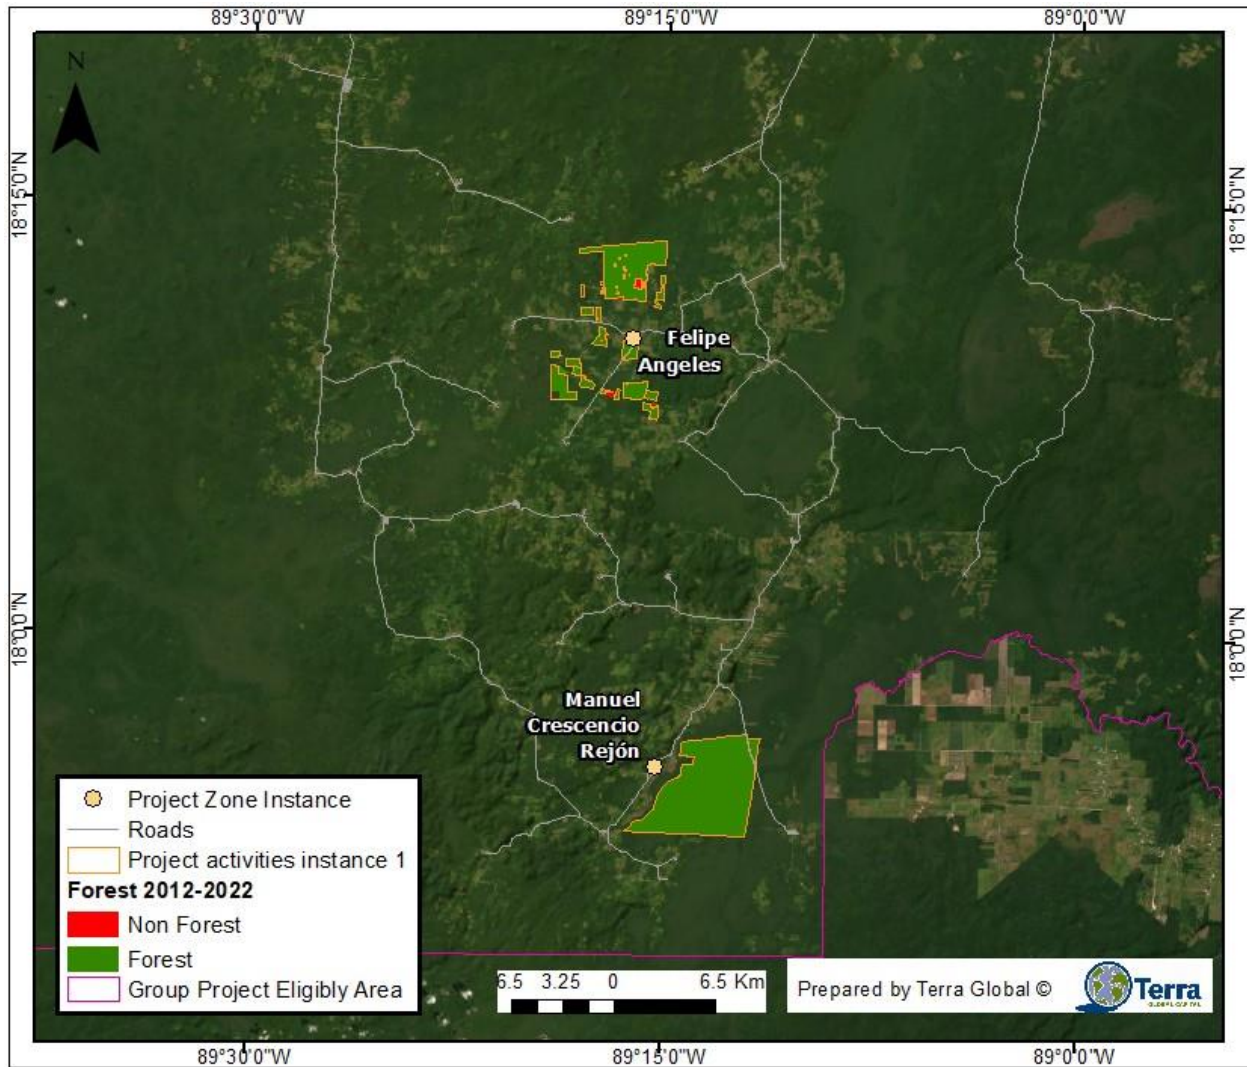 89°30'0"W 89°15'0"W 89°0'0"W
N
18°15'0"N 18°15'0"N
Felipe
Angeles
18°0'0"N 18°0'0"N
Manuel
Crescencio
Rejón
Project Zone Instance
Roads
Project activities instance 1
Forest 2012-2022
Non Forest
Forest
Group Project Eligibly Area
6.5 3.25 0 6.5 Km
Prepared by Terra Global ©
Terra
GLOBAL CAPITAL
89°30'0"W 89°15'0"W 89°0'0"W